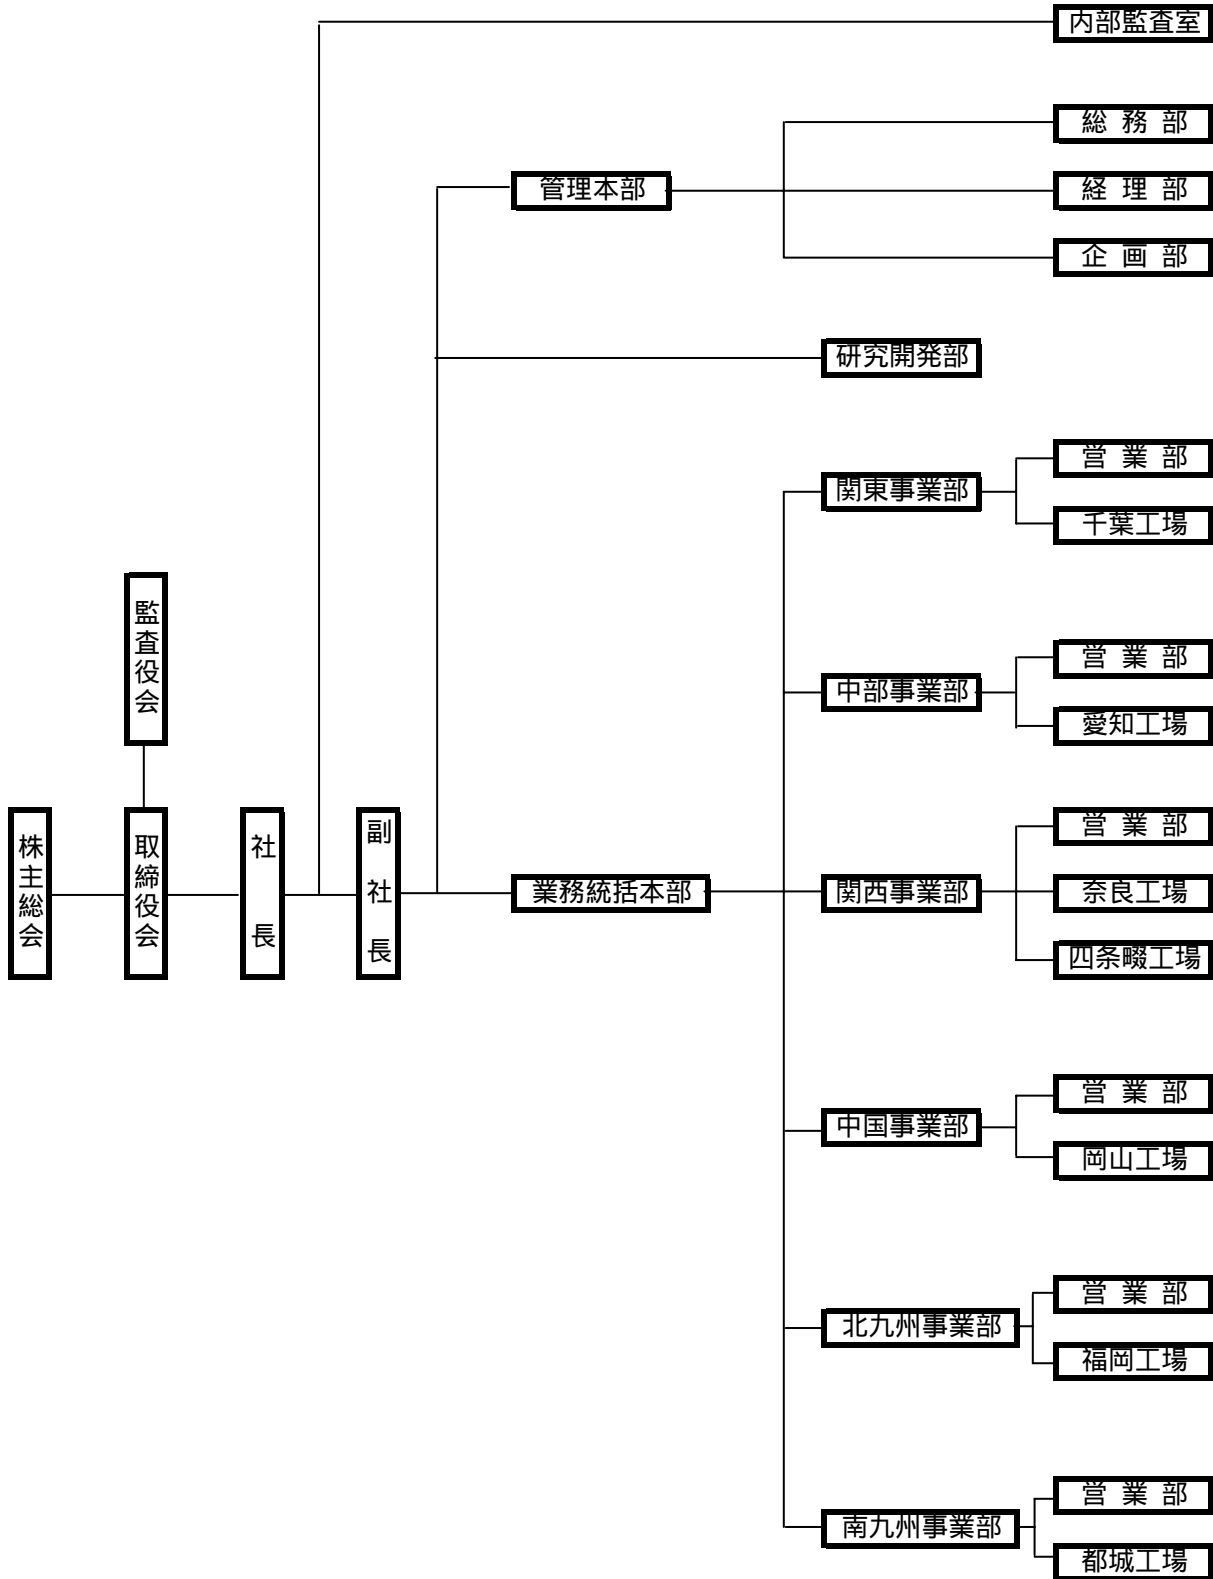 内部監査室
総 務 部
管理本部
経 理 部
企 画 部
研究開発部
営 業 部
関東事業部
千葉工場
監査役会
営 業 部
中部事業部
愛知工場
株主総会
取締役会
社 長
副 社 長
業務統括本部
営 業 部
関西事業部
奈良工場
四条畷工場
営 業 部
中国事業部
岡山工場
営 業 部
北九州事業部
福岡工場
営 業 部
南九州事業部
都城工場